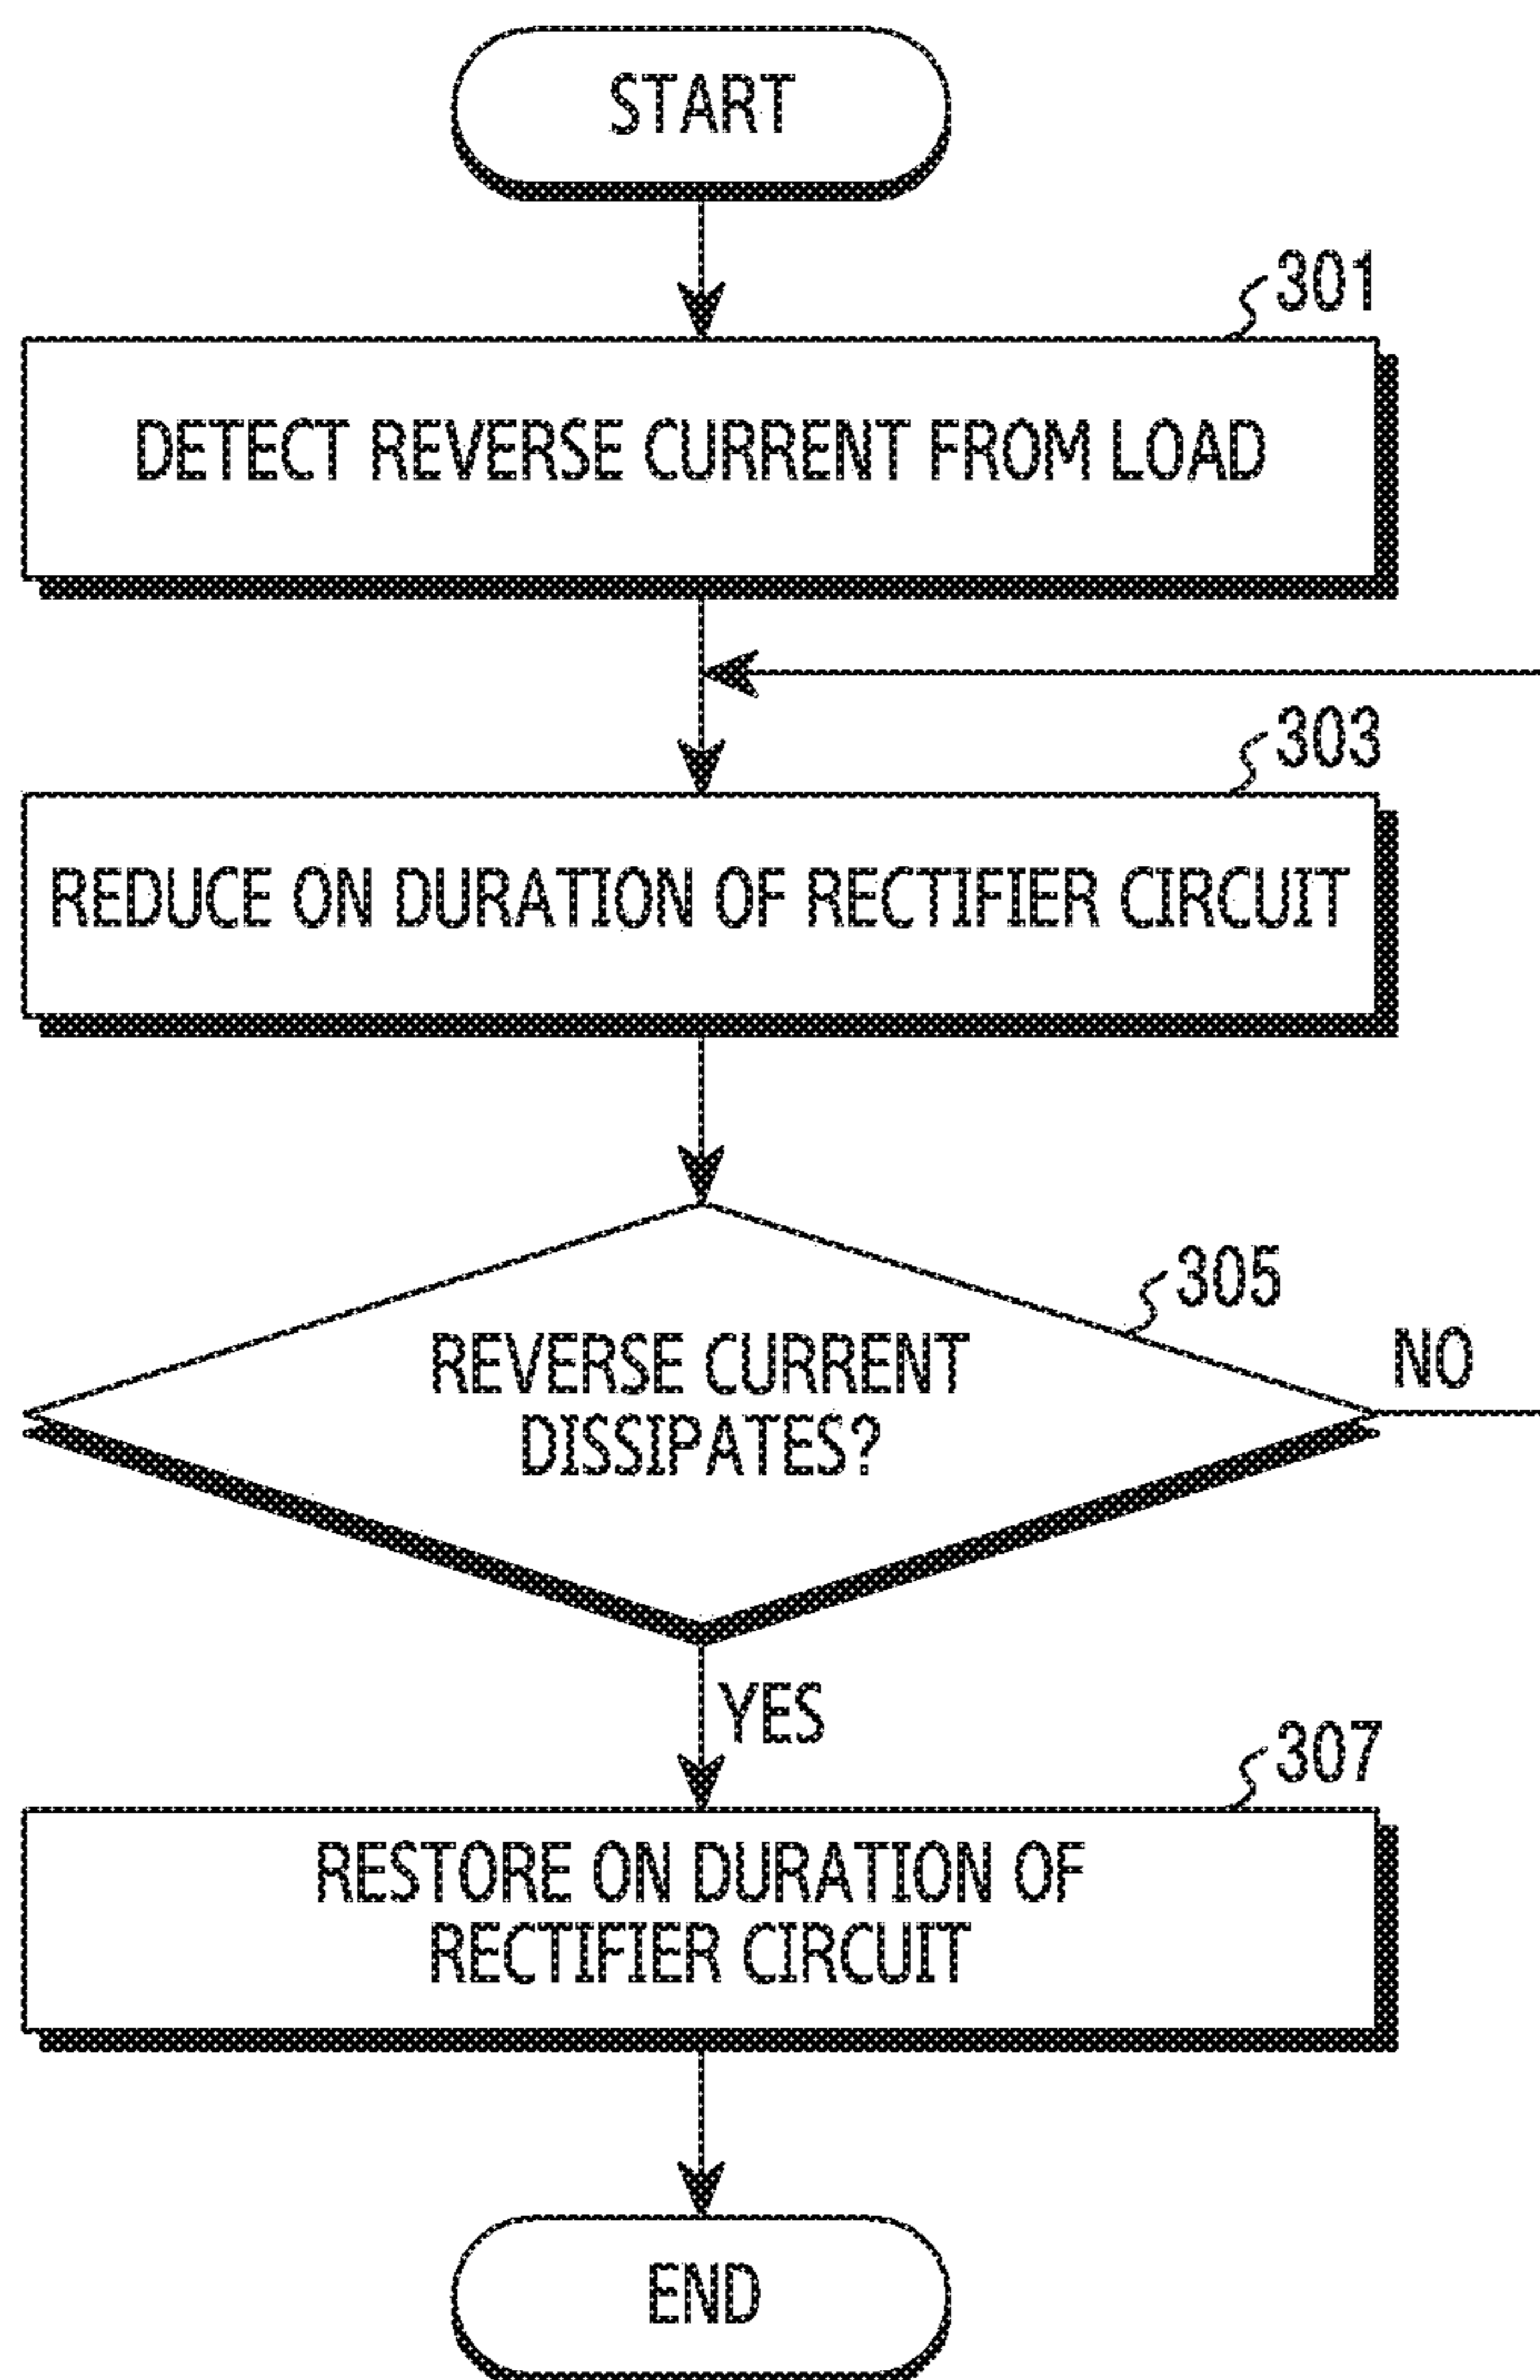 START
301
DETECT REVERSE CURRENT FROM LOAD
303
REDUCE ON DURATION OF RECTIFIER CIRCUIT
305
REVERSE CURRENT
DISSIPATES?
NO
YES
307
RESTORE ON DURATION OF
RECTIFIER CIRCUIT
END